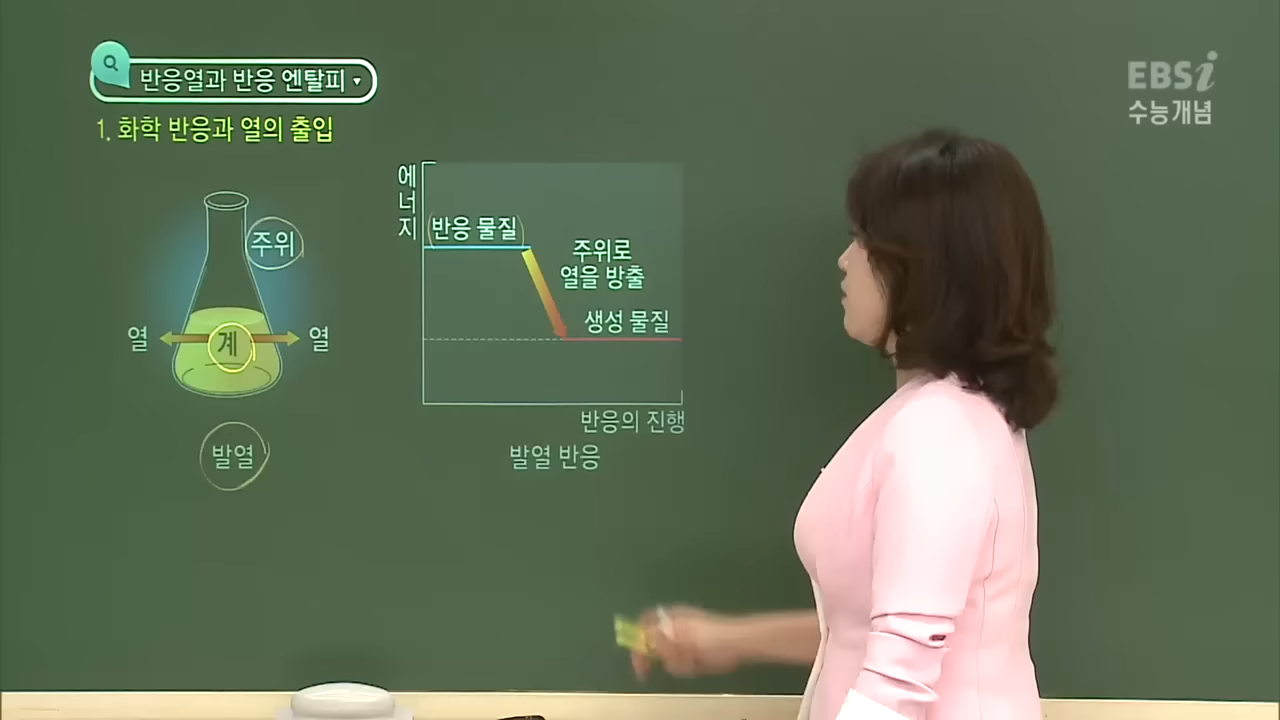 반응열과 반응 엔탈피
1. 화학 반응과 열의 출입
EBSi
수능개념
주위
열
계
열
발열
에너지
반응 물질
주위로
열을 방출
생성 물질
반응의 진행
발열 반응